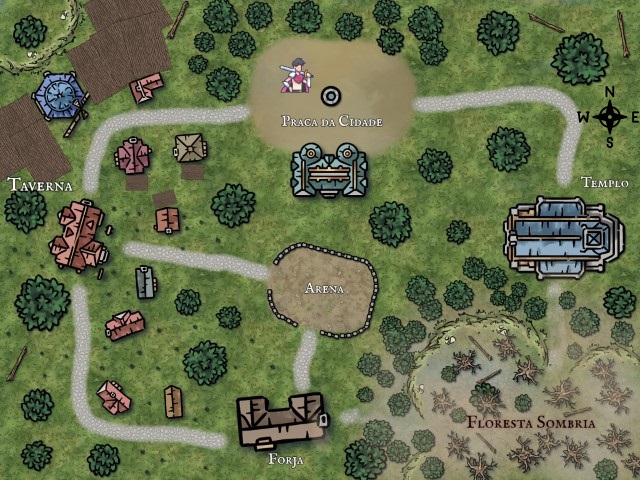 Praça da Cidade
N
W E
S
Taverna
Templo
Arena
Floresta Sombria
Forja